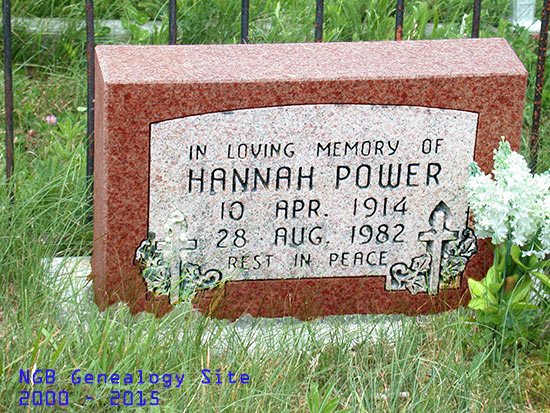 IN LOVING MEMORY OF
HANNAH POWER
10 APR. 1914
28 AUG. 1982
REST IN PEACE
NGB Genealogy Site
2000 - 2015